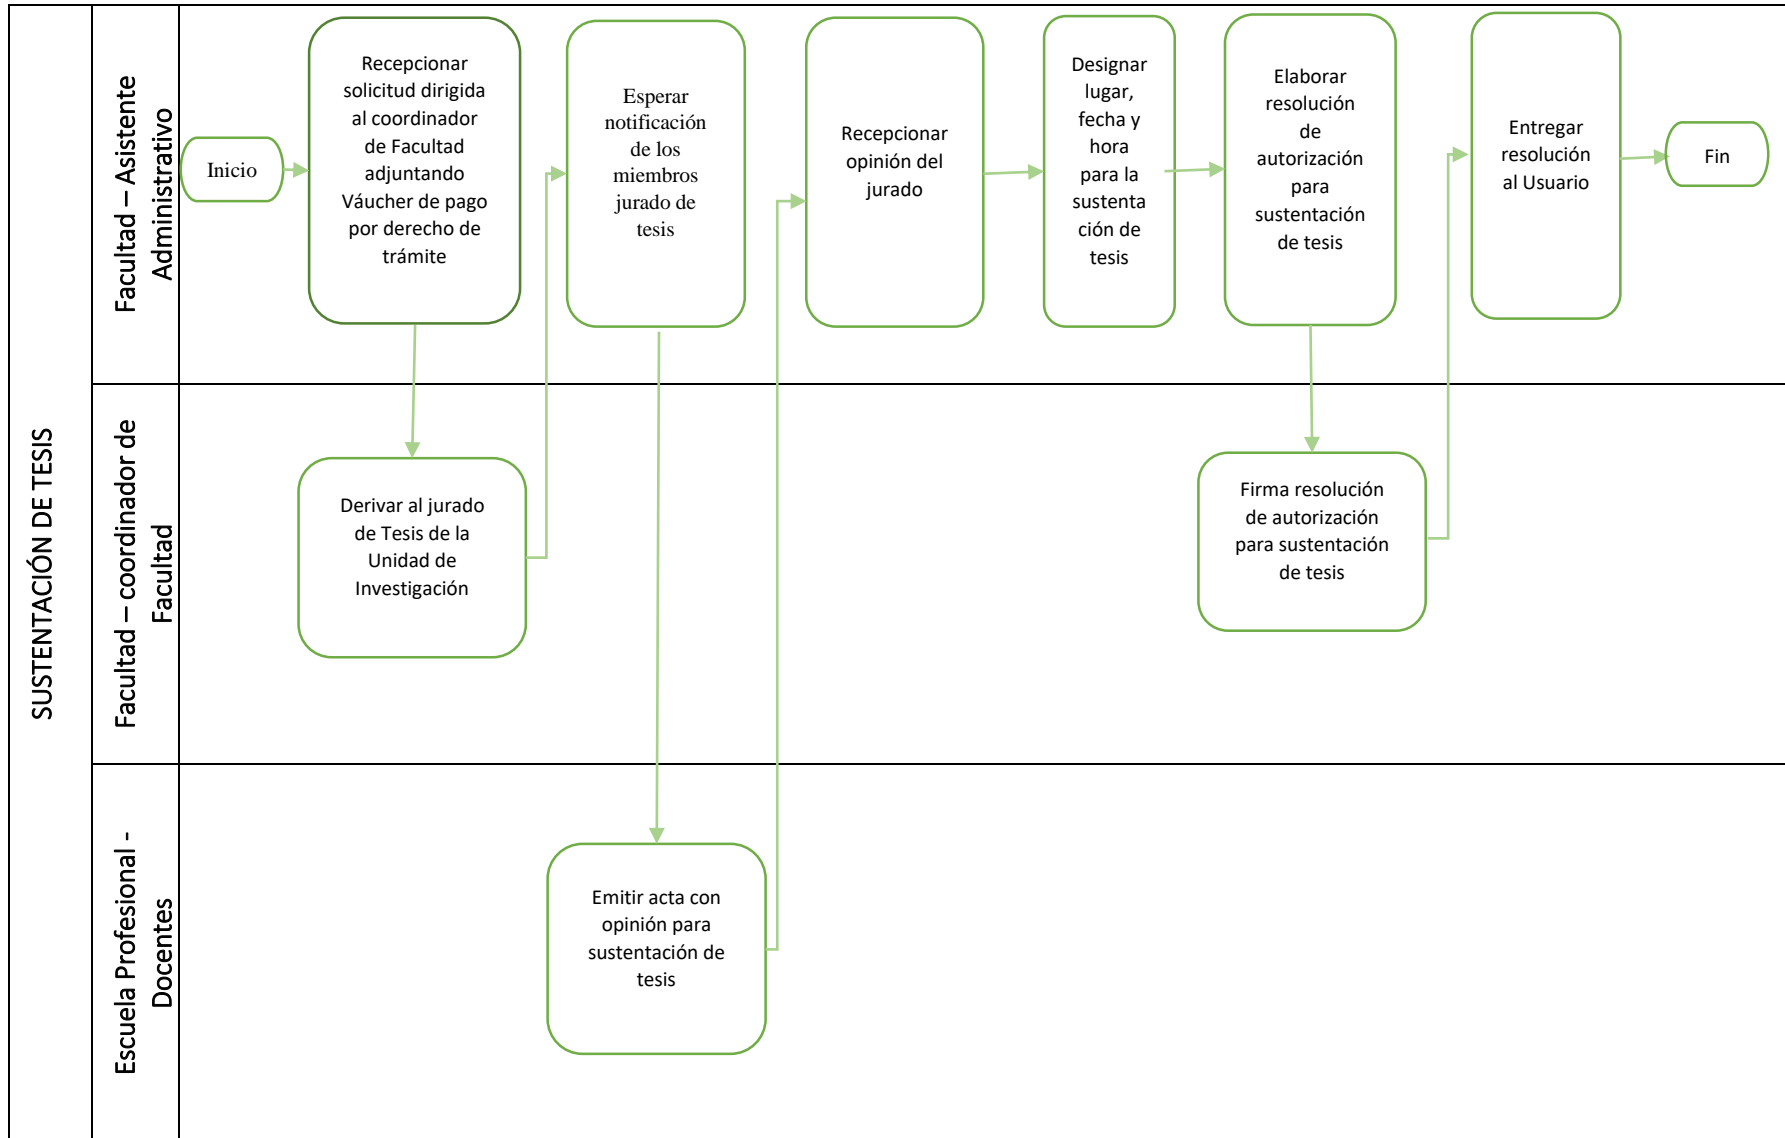 SUSTENTACIÓN DE TESIS
Facultad – Asistente
Administrativo
Inicio
Recepcionar
solicitud dirigida
al coordinador
de Facultad
adjuntando
Váucher de pago
por derecho de
trámite
Esperar
notificación
de los
miembros
jurado de
tesis
Recepcionar
opinión del
jurado
Designar
lugar,
fecha y
hora
para la
sustenta
ción de
tesis
Elaborar
resolución
de
autorización
para
sustentación
de tesis
Entregar
resolución
al Usuario
Fin
Facultad – coordinador de
Facultad
Derivar al jurado
de Tesis de la
Unidad de
Investigación
Firma resolución
de autorización
para sustentación
de tesis
Escuela Profesional -
Docentes
Emitir acta con
opinión para
sustentación de
tesis